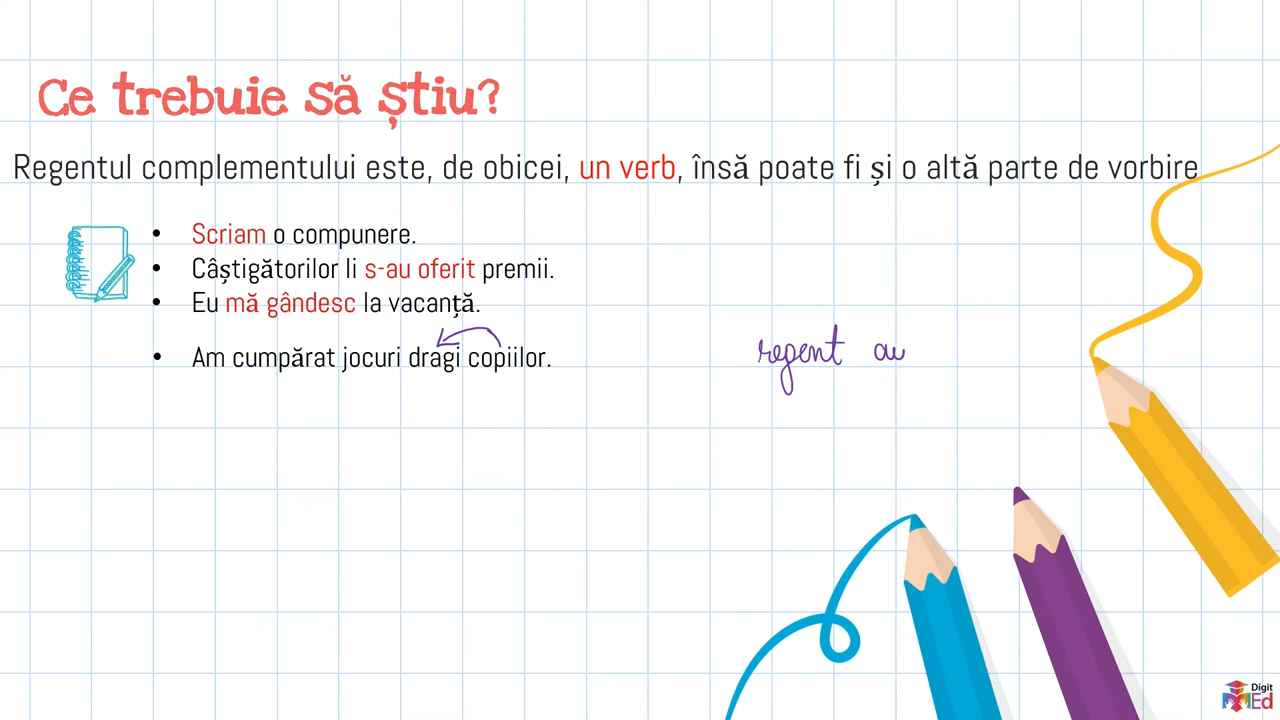 Ce trebuie să știu?
Regentul complementului este, de obicei, un verb, însă poate fi și o altă parte de vorbire
• Scriam o compunere.
• Câștigătorilor li s-au oferit premii.
• Eu mă gândesc la vacanță.
• Am cumpărat jocuri dragi copiilor.
regent
Digit
Ed